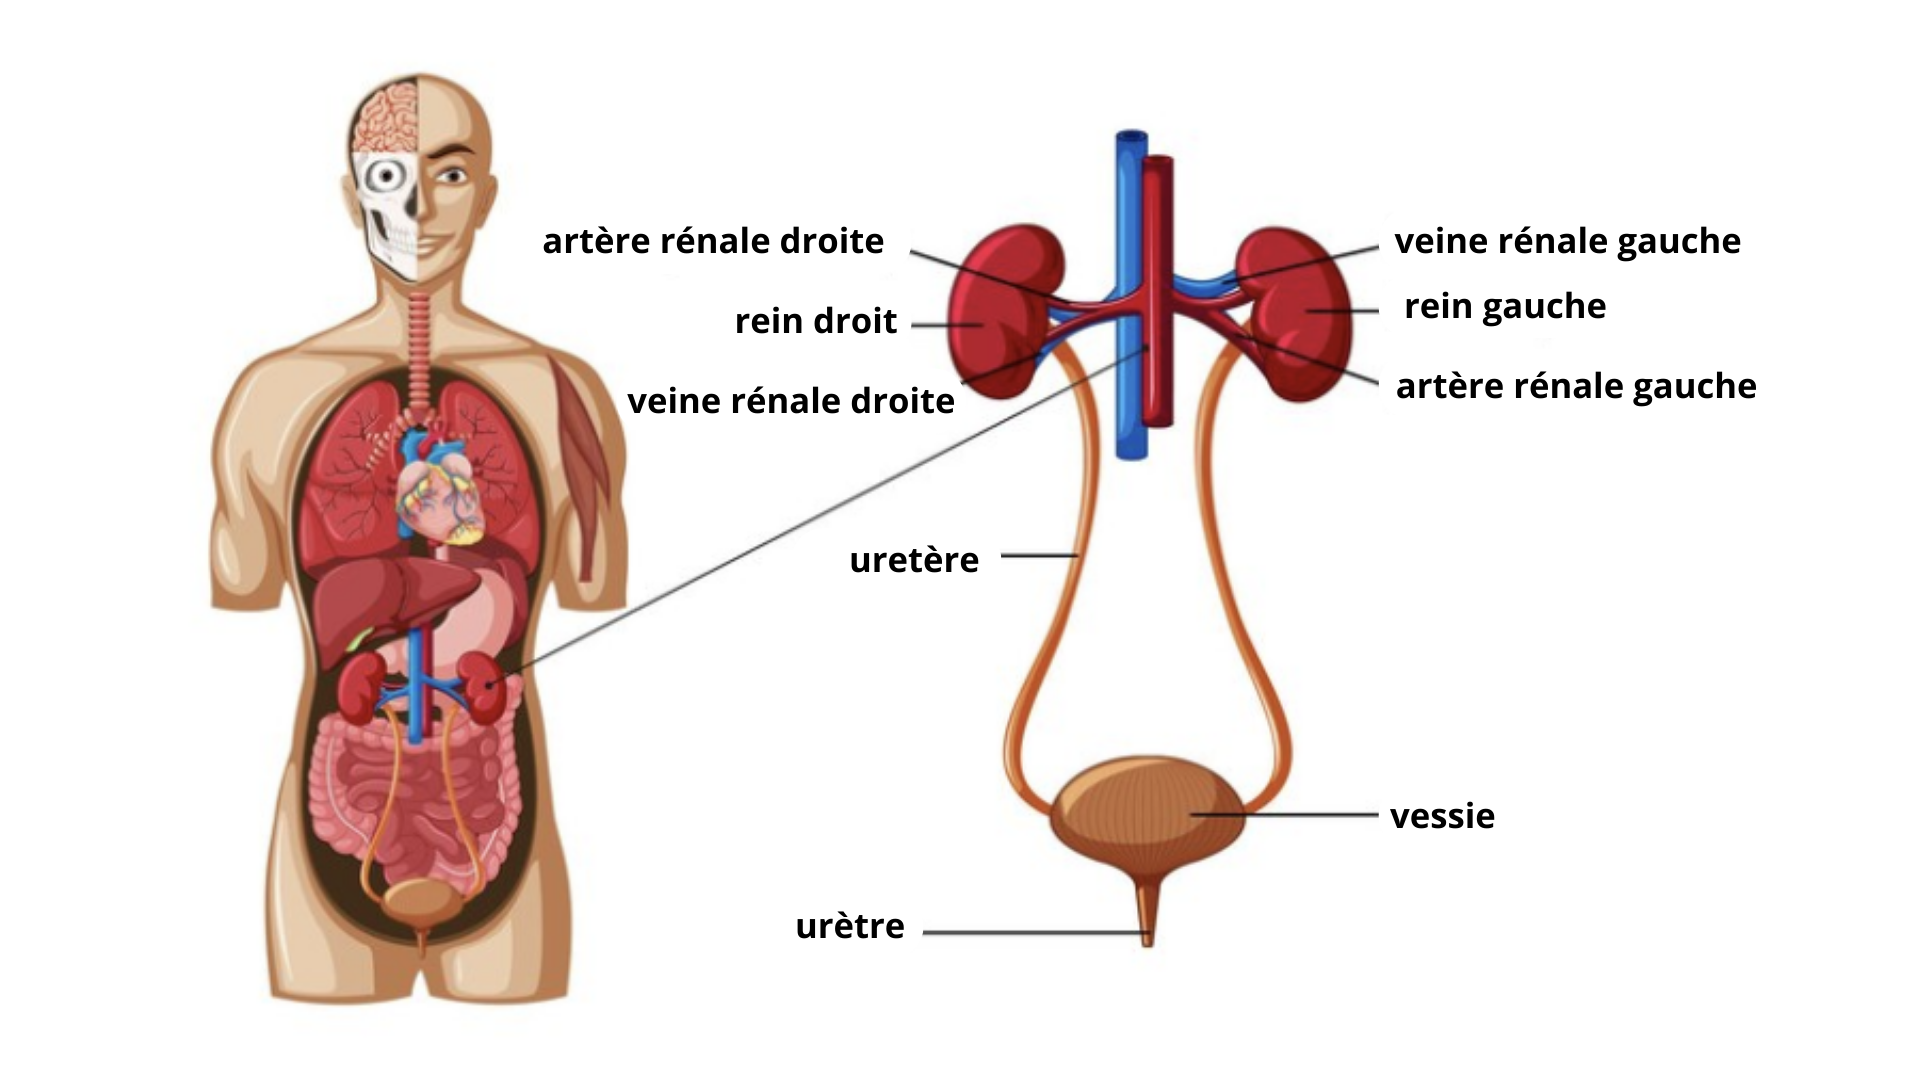 artère rénale droite
rein droit
veine rénale droite
veine rénale gauche
rein gauche
artère rénale gauche
uretère
vessie
urètre